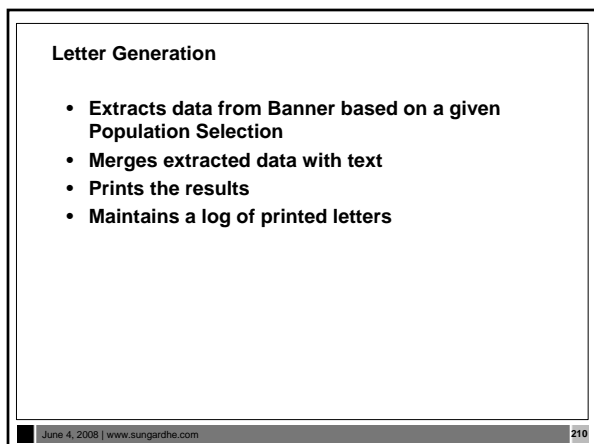 Letter Generation
• Extracts data from Banner based on a given
Population Selection
• Merges extracted data with text
• Prints the results
• Maintains a log of printed letters
June 4, 2008 | www.sungardhe.com 210